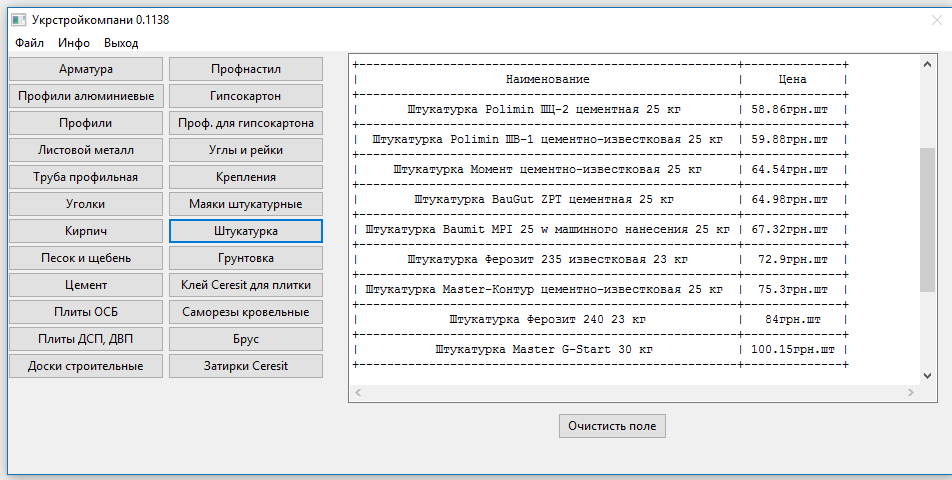 Укрстройкомпани 0.1138
Файл Инфо Выход
Арматура
Профнастил
Профили алюминиевые
Гипсокартон
Профили
Проф. для гипсокартона
Листовой металл
Углы и рейки
Труба профильная
Крепления
Уголки
Маяки штукатурные
Кирпич
Штукатурка
Песок и щебень
Грунтовка
Цемент
Клей Ceresit для плитки
Плиты ОСБ
Саморезы кровельные
Плиты ДСП, ДВП
Брус
Доски строительные
Затирки Ceresit
+------------------------------------------------------+--------------+
| Наименование | Цена |
+------------------------------------------------------+--------------+
| Штукатурка Polimin ШЦ-2 цементная 25 кг | 58.86грн.шт |
+------------------------------------------------------+--------------+
| Штукатурка Polimin ШВ-1 цементно-известковая 25 кг | 59.88грн.шт |
+------------------------------------------------------+--------------+
| Штукатурка Момент цементно-известковая 25 кг | 64.54грн.шт |
+------------------------------------------------------+--------------+
| Штукатурка BauGut ZPT цементная 25 кг | 64.98грн.шт |
+------------------------------------------------------+--------------+
| Штукатурка Baumit MPI 25 w машинного нанесения 25 кг | 67.32грн.шт |
+------------------------------------------------------+--------------+
| Штукатурка Ферозит 235 известковая 23 кг | 72.9грн.шт |
+------------------------------------------------------+--------------+
| Штукатурка Master-Контур цементно-известковая 25 кг | 75.3грн.шт |
+------------------------------------------------------+--------------+
| Штукатурка Ферозит 240 23 кг | 84грн.шт |
+------------------------------------------------------+--------------+
| Штукатурка Master G-Start 30 кг | 100.15грн.шт |
+------------------------------------------------------+--------------+
Очистисть поле